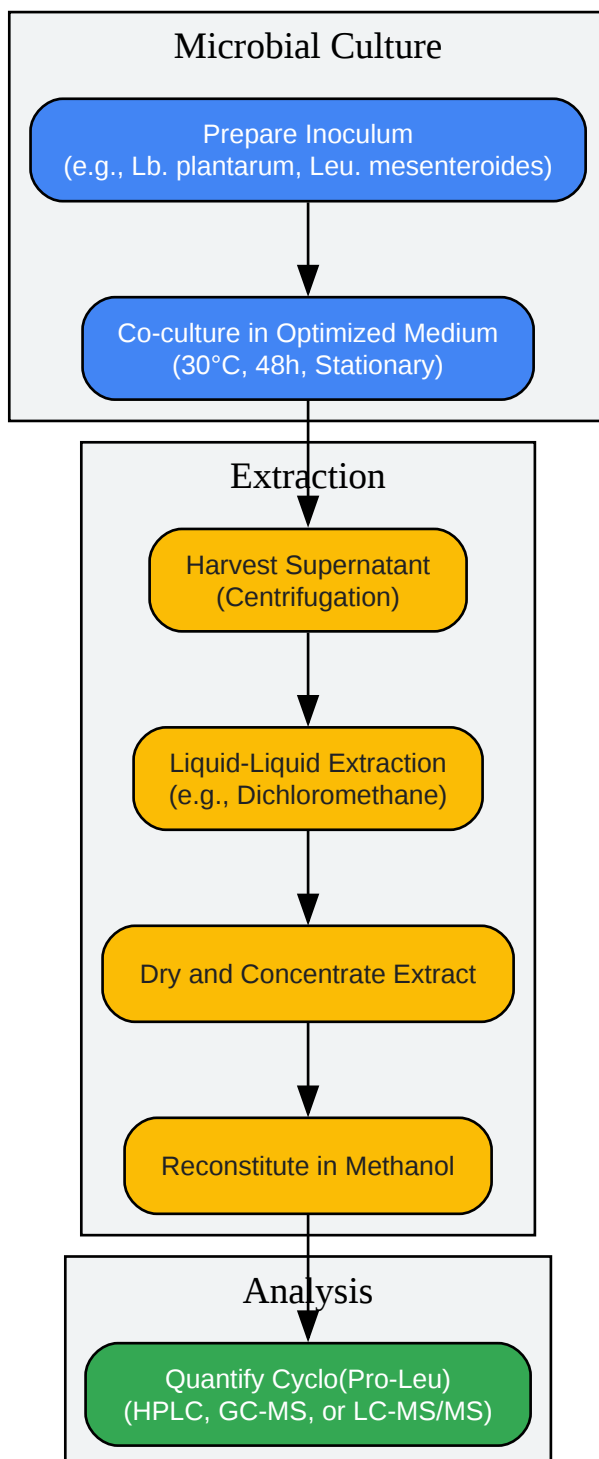 Microbial Culture
Prepare Inoculum
(e.g., Lb. plantarum, Leu. mesenteroides)
Co-culture in Optimized Medium
(30°C, 48h, Stationary)
Extraction
Harvest Supernatant
(Centrifugation)
Liquid-Liquid Extraction
(e.g., Dichloromethane)
Dry and Concentrate Extract
Reconstitute in Methanol
Analysis
Quantify Cyclo(Pro-Leu)
(HPLC, GC-MS, or LC-MS/MS)